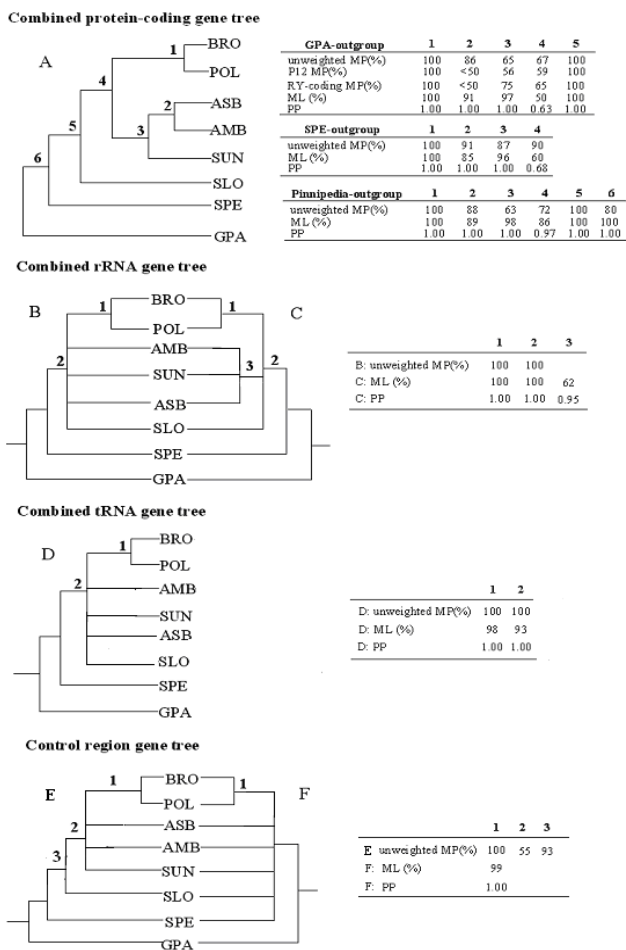 Combined protein-coding gene tree
A
1
BRO
POL
4
2
ASB
AMB
5
3
SUN
6
SLO
SPE
GPA
GPA-outgroup 1 2 3 4 5
unweighted MP(%) 100 86 65 67 100
P12 MP(%) 100 <50 56 59 100
RY-coding MP(%) 100 <50 75 65 100
ML (%) 100 91 97 50 100
PP 1.00 1.00 1.00 0.63 1.00
SPE-outgroup 1 2 3 4
unweighted MP(%) 100 91 87 90
ML (%) 100 85 96 60
PP 1.00 1.00 1.00 0.68
Pinnipedia-outgroup 1 2 3 4 5 6
unweighted MP(%) 100 88 63 72 100 80
ML (%) 100 89 98 86 100 100
PP 1.00 1.00 1.00 0.97 1.00 1.00
Combined rRNA gene tree
B
1 BRO 1
C
POL
2 AMB 3 2
SUN
ASB
SLO
SPE
GPA
1 2 3
B: unweighted MP(%) 100 100
C: ML (%) 100 100 62
C: PP 1.00 1.00 0.95
Combined tRNA gene tree
D
1 BRO
POL
2 AMB
SUN
ASB
SLO
SPE
GPA
1 2
D: unweighted MP(%) 100 100
D: ML (%) 98 93
D: PP 1.00 1.00
Control region gene tree
E
1 BRO 1
F
POL
2 ASB
3 AMB
SUN
SLO
SPE
GPA
1 2 3
E unweighted MP(%) 100 55 93
F: ML (%) 99
F: PP 1.00